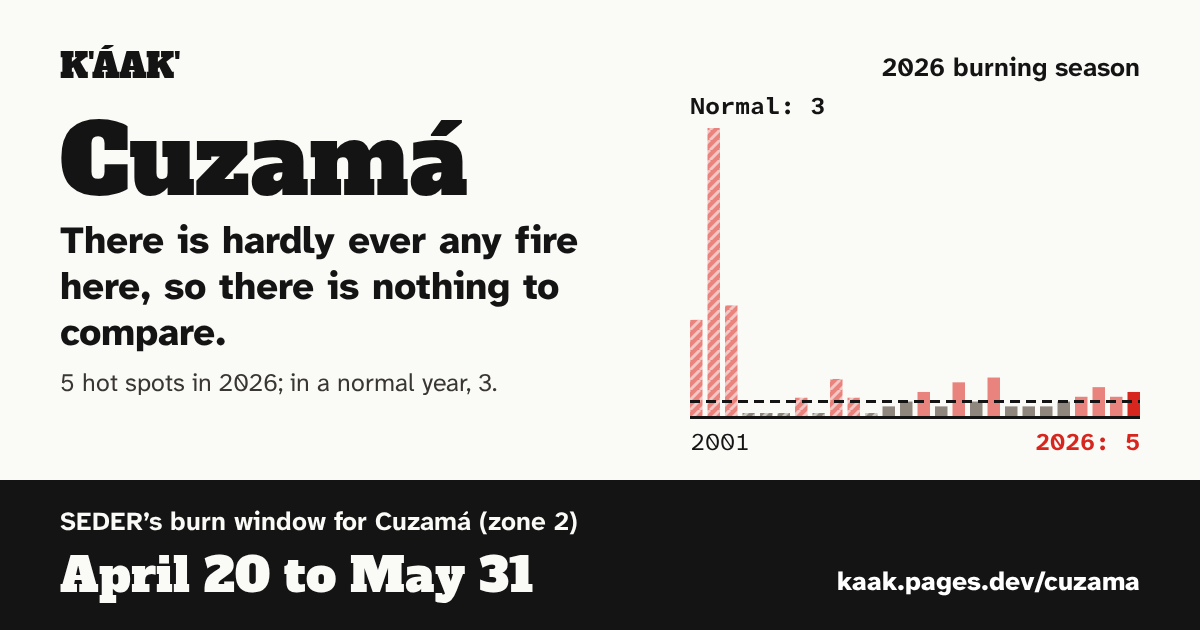 K'ÁAK'
2026 burning season
Cuzamá
There is hardly ever any fire
here, so there is nothing to
compare.
5 hot spots in 2026; in a normal year, 3.
Normal: 3
2001
2026: 5
SEDER’s burn window for Cuzamá (zone 2)
April 20 to May 31
kaak.pages.dev/cuzama